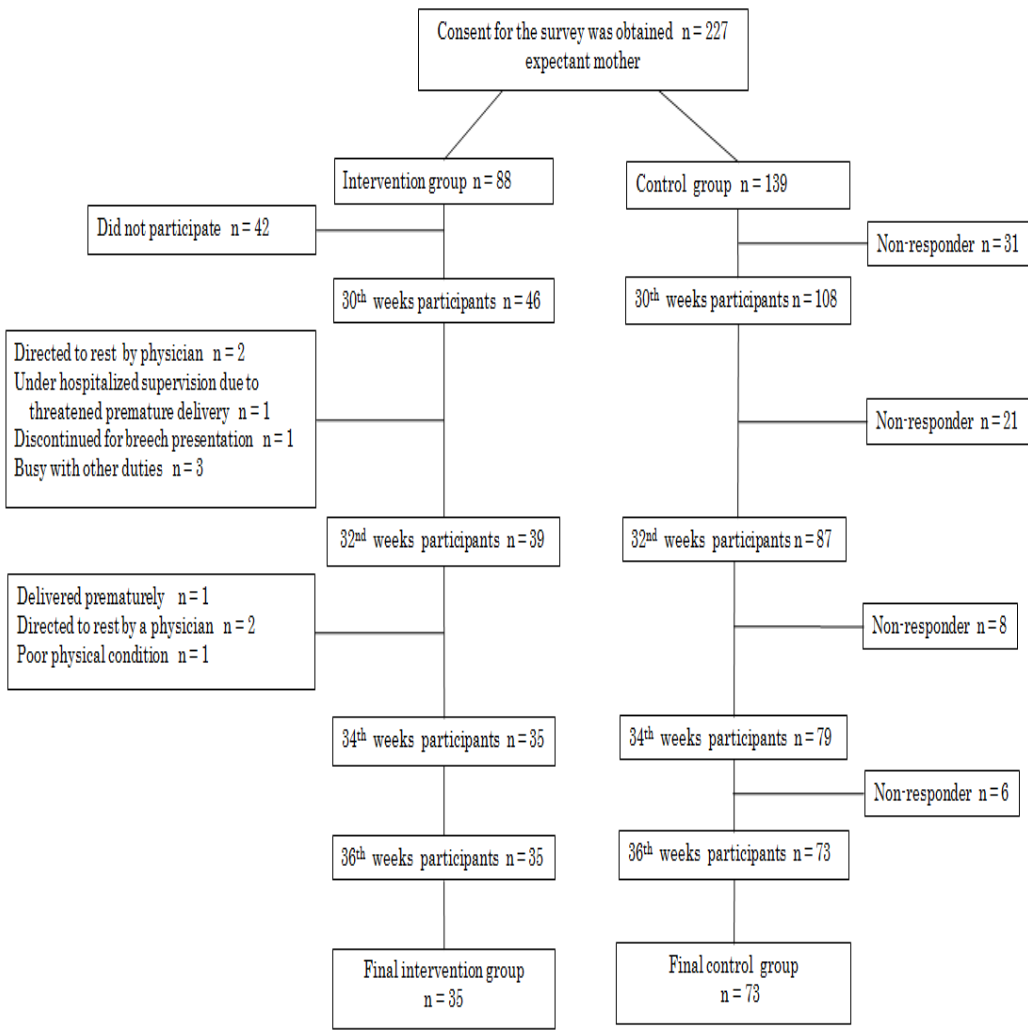 Consent for the survey was obtained n = 227
expectant mother
Intervention group n = 88
Control group n = 139
Did not participate n = 42
Non-responder n = 31
30th weeks participants n = 46
30th weeks participants n = 108
Directed to rest by physician n = 2
Under hospitalized supervision due to
threatened premature delivery n = 1
Discontinued for breech presentation n = 1
Busy with other duties n = 3
Non-responder n = 21
32nd weeks participants n = 39
32nd weeks participants n = 87
Delivered prematurely n = 1
Directed to rest by a physician n = 2
Poor physical condition n = 1
Non-responder n = 8
34th weeks participants n = 35
34th weeks participants n = 79
Non-responder n = 6
36th weeks participants n = 35
36th weeks participants n = 73
Final intervention group
n = 35
Final control group
n = 73